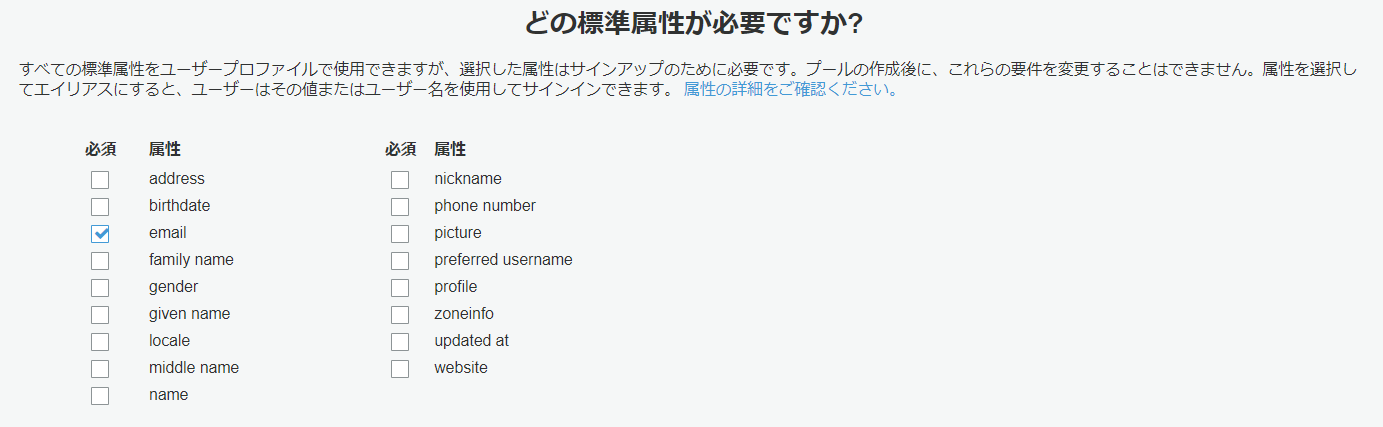 どの標準属性が必要ですか?
すべての標準属性をユーザープロファイルで使用できますが、選択した属性はサインアップのために必要です。プールの作成後に、これらの要件を変更することはできません。属性を選択し
てエイリアスにすると、ユーザーはその値またはユーザー名を使用してサインインできます。 属性の詳細をご確認ください。
必須 属性 必須 属性
address nickname
birthdate phone number
email picture
family name preferred username
gender profile
given name zoneinfo
locale updated at
middle name website
name